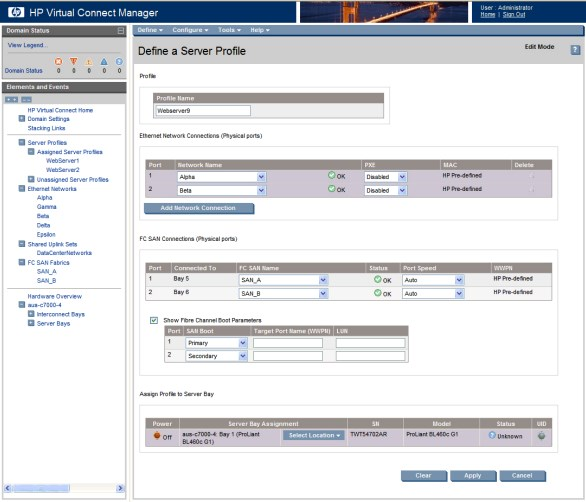 HP Virtual Connect Manager
User : Administrator
Home | Sign Out
Domain Status
View Legend...
Domain Status 0 0 0 0 0
Elements and Events
HP Virtual Connect Home
Domain Settings
Stacking Links
Server Profiles
Assigned Server Profiles
WebServer1
WebServer2
Unassigned Server Profiles
Ethernet Networks
Alpha
Gamma
Beta
Delta
Epsilon
Shared Uplink Sets
DataCenterNetworks
FC SAN Fabrics
SAN_A
SAN_B
Hardware Overview
aus-c7000-4
Interconnect Bays
Server Bays
Define Configure Tools Help
Define a Server Profile
Edit Mode
?
Profile
Profile Name
Webserver9
Ethernet Network Connections (Physical ports)
Port Network Name PXE MAC Delete
1 Alpha OK Disabled HP Pre-defined
2 Beta OK Disabled HP Pre-defined
Add Network Connection
FC SAN Connections (Physical ports)
Port Connected To FC SAN Name Status Port Speed WWPN
1 Bay 5 SAN_A OK Auto HP Pre-defined
2 Bay 6 SAN_B OK Auto HP Pre-defined
Show Fibre Channel Boot Parameters
Port SAN Boot Target Port Name (WWPN) LUN
1 Primary
2 Secondary
Assign Profile to Server Bay
Power Server Bay Assignment SN Model Status UID
Off aus-c7000-4: Bay 1 (ProLiant BL460c G1) Select Location TWT54702AR ProLiant BL460c G1 Unknown
Clear Apply Cancel